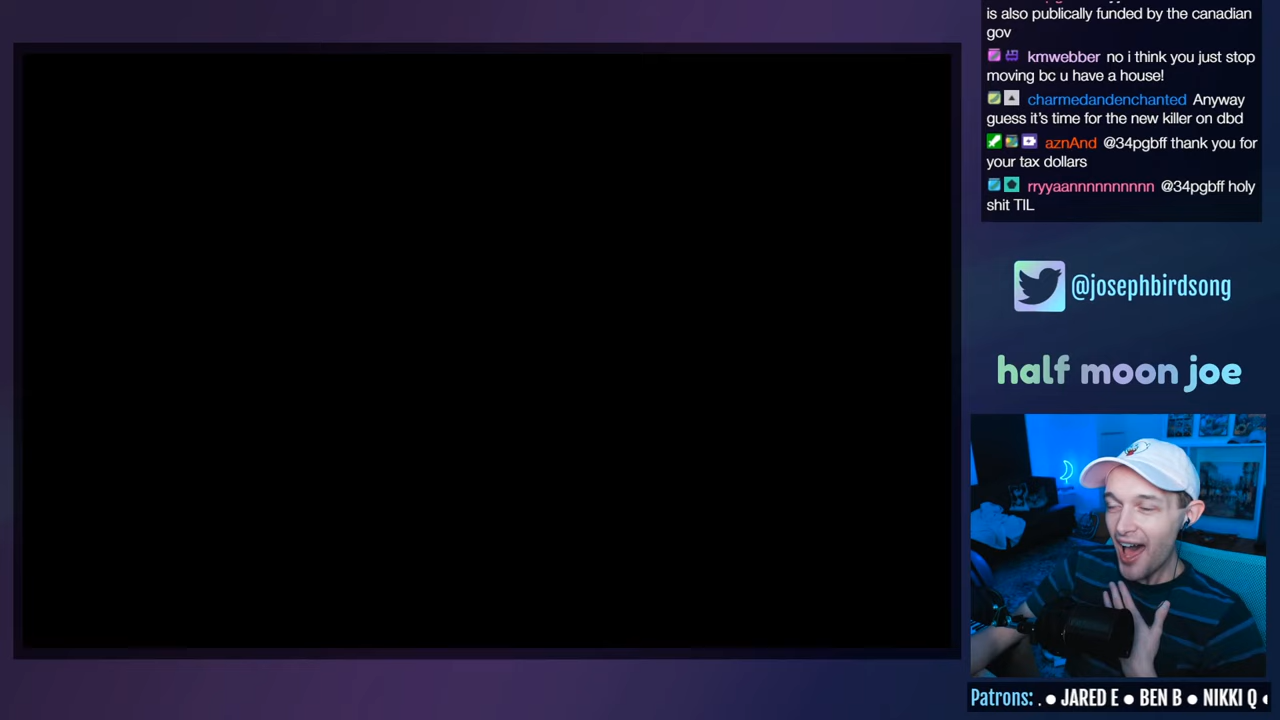 is also publically funded by the canadian
gov
kmwebber no i think you just stop
moving bc u have a house!
charmedandenchanted Anyway
guess it's time for the new killer on dbd
aznAnd @34pgbff thank you for
your tax dollars
rryyaannnnnnnnnn @34pgbff holy
shit TIL
@josephbirdsong
half moon joe
Patrons: . ● JARED E ● BEN B ● NIKKI Q